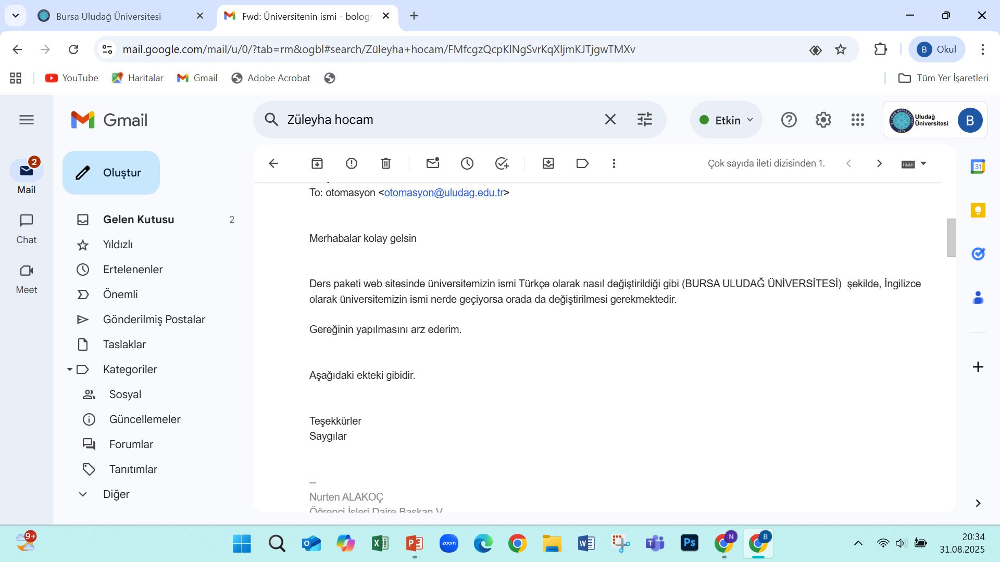 Bursa Uludağ Üniversitesi
Fwd: Üniversitenin ismi - bologn
mail.google.com/mail/u/0/?tab=rm&ogbl#search/Züleyha+hocam/FMfcgzQcpKlNgSvrKqXljmKJTjgwTMXv
B Okul
YouTube
Haritalar
Gmail
Adobe Acrobat
Tüm Yer İşaretleri
Gmail
Züleyha hocam
Etkin
Uludağ
Üniversitesi
B
2
Mail
Chat
Meet
Oluştur
Gelen Kutusu 2
Yıldızlı
Ertelenenler
Önemli
Gönderilmiş Postalar
Taslaklar
Kategoriler
Sosyal
Güncellemeler
Forumlar
Tanıtımlar
Diğer
Çok sayıda ileti dizisinden 1.
31
To: otomasyon <otomasyon@uludag.edu.tr>
Merhabalar kolay gelsin
Ders paketi web sitesinde üniversitemizin ismi Türkçe olarak nasıl değiştirildiği gibi (BURSA ULUDAĞ ÜNİVERSİTESİ) şekilde, İngilizce
olarak üniversitemizin ismi nerde geçiyorsa orada da değiştirilmesi gerekmektedir.
Gereğinin yapılmasını arz ederim.
Aşağıdaki ekteki gibidir.
Teşekkürler
Saygılar
--
Nurten ALAKOÇ
Öğrenci İşleri Daire Başkan V.
9+
zoom
Ps
N
B
20:34
31.08.2025